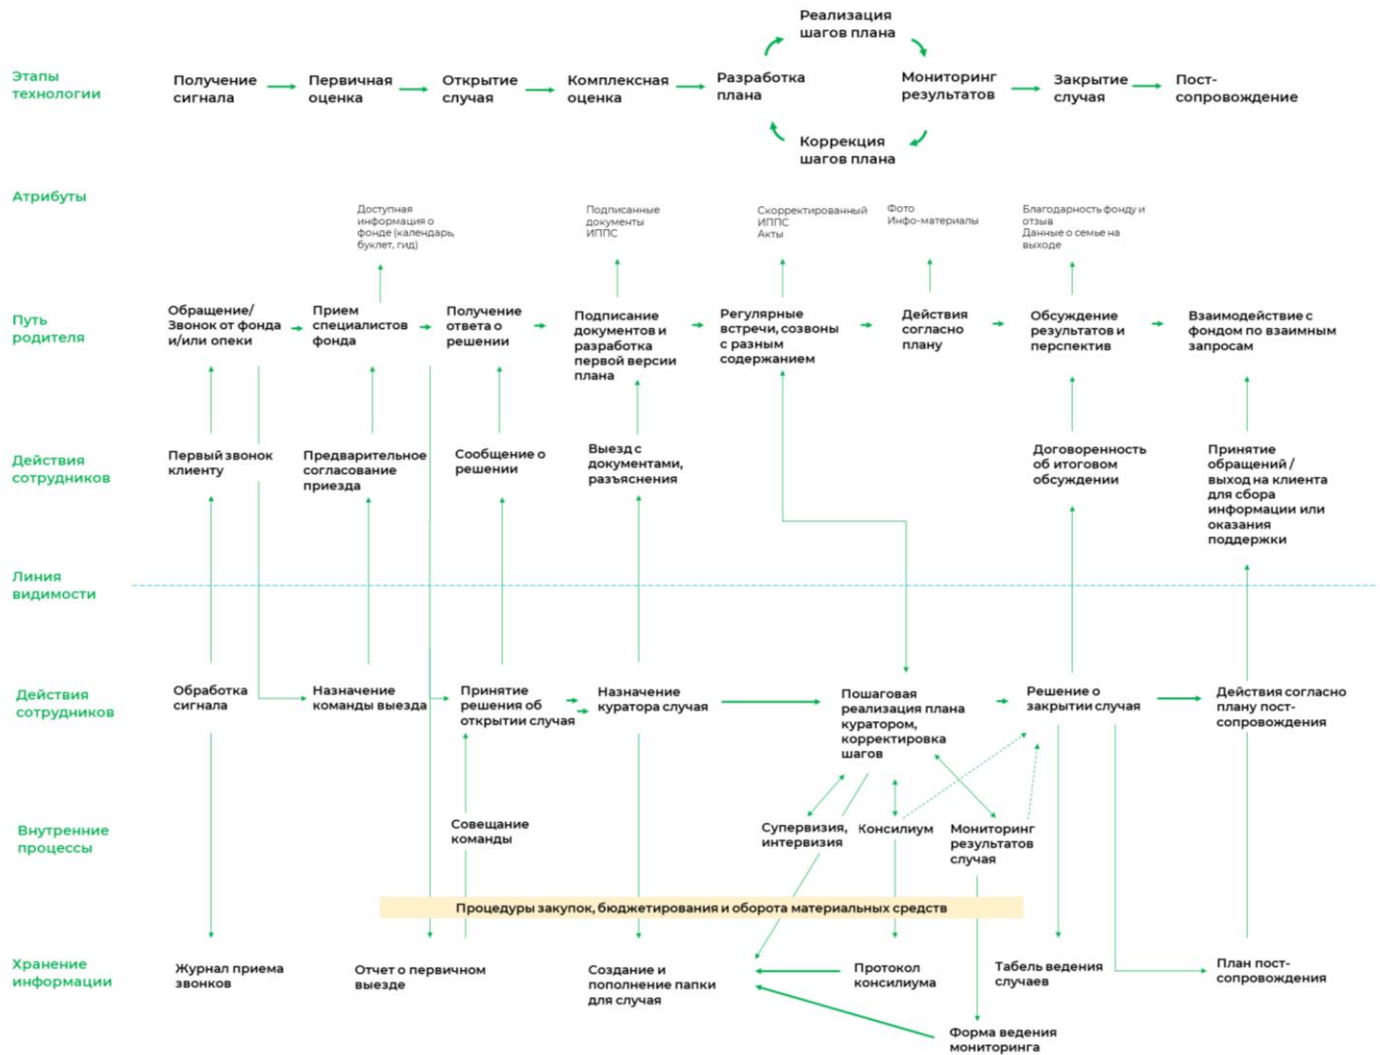 Этапы
технологии
Получение
сигнала
Первичная
оценка
Открытие
случая
Комплексная
оценка
Разработка
плана
Реализация
шагов плана
Мониторинг
результатов
Коррекция
шагов плана
Закрытие
случая
Пост-
сопровождение
Атрибуты
Доступная
информация о
фонде (календарь,
буклет, гид)
Подписанные
документы
ИППС
Скорректированный
ИППС
Акты
Фото
Инфо-материалы
Благодарность фонду и
отзыв
Данные о семье на
выходе
Путь
родителя
Обращение/
Звонок от фонда
и/или опеки
Прием
специалистов
фонда
Получение
ответа о
решении
Подписание
документов и
разработка
первой версии
плана
Регулярные
встречи, созвоны
с разным
содержанием
Действия
согласно
плану
Обсуждение
результатов и
перспектив
Взаимодействие с
фондом по взаимным
запросам
Действия
сотрудников
Первый звонок
клиенту
Предварительное
согласование
приезда
Сообщение о
решении
Выезд с
документами,
разъяснения
Договоренность
об итоговом
обсуждении
Принятие
обращений /
выход на клиента
для сбора
информации или
оказания
поддержки
Линия
видимости
Действия
сотрудников
Обработка
сигнала
Назначение
команды выезда
Принятие
решения об
открытии случая
Назначение
куратора случая
Пошаговая
реализация плана
куратором,
корректировка
шагов
Решение о
закрытии случая
Действия согласно
плану пост-
сопровождения
Внутренние
процессы
Совещание
команды
Супервизия,
интервизия
Консилиум
Мониторинг
результатов
случая
Процедуры закупок, бюджетирования и оборота материальных средств
Хранение
информации
Журнал приема
звонков
Отчет о первичном
выезде
Создание и
пополнение папки
для случая
Протокол
консилиума
Табель ведения
случаев
План пост-
сопровождения
Форма ведения
мониторинга